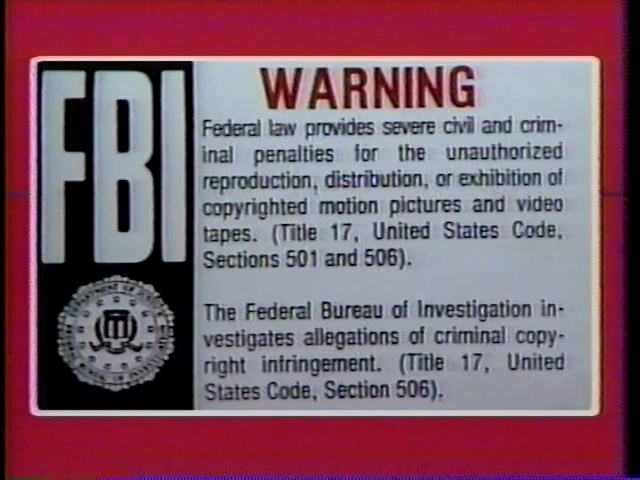 FBI
WARNING
Federal law provides severe civil and crim-
inal penalties for the unauthorized
reproduction, distribution, or exhibition of
copyrighted motion pictures and video
tapes. (Title 17, United States Code,
Sections 501 and 506).
The Federal Bureau of Investigation in-
vestigates allegations of criminal copy-
right infringement. (Title 17, United
States Code, Section 506).